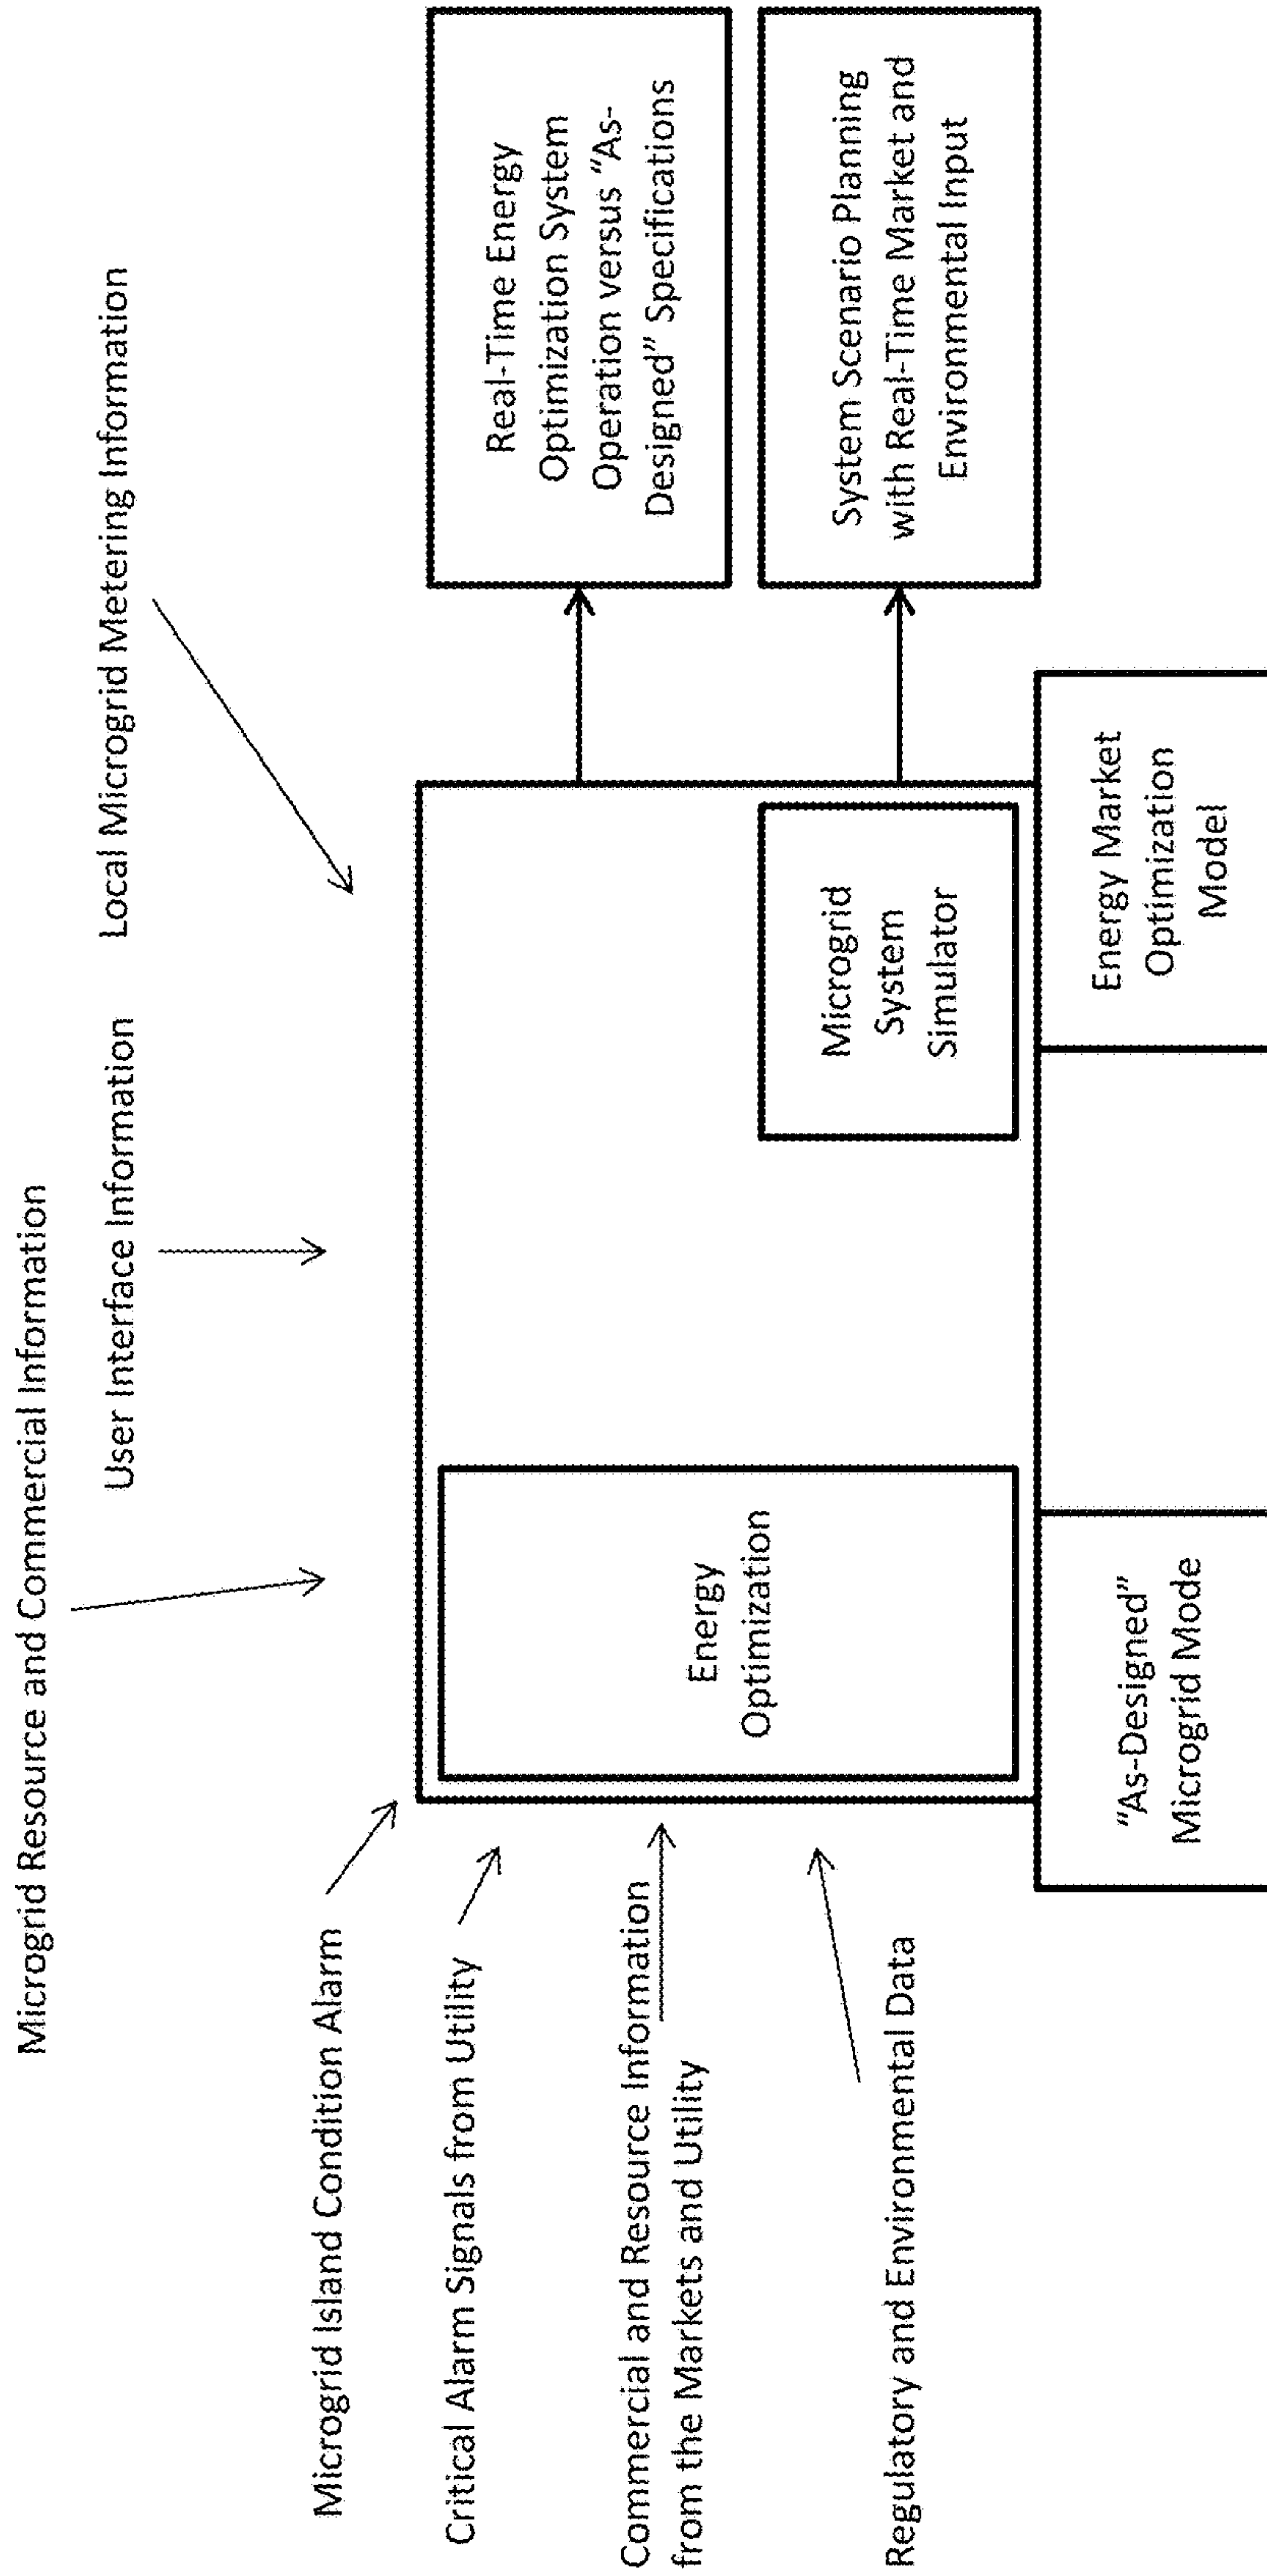 Microgrid Resource and Commercial Information
User Interface Information
Local Microgrid Metering Information
Microgrid Island Condition Alarm
Critical Alarm Signals from Utility
Commercial and Resource Information
from the Markets and Utility
Regulatory and Environmental Data
Energy
Optimization
Microgrid
System
Simulator
Real-Time Energy
Optimization System
Operation versus “As-
Designed” Specifications
System Scenario Planning
with Real-Time Market and
Environmental Input
“As-Designed”
Microgrid Mode
Energy Market
Optimization
Model